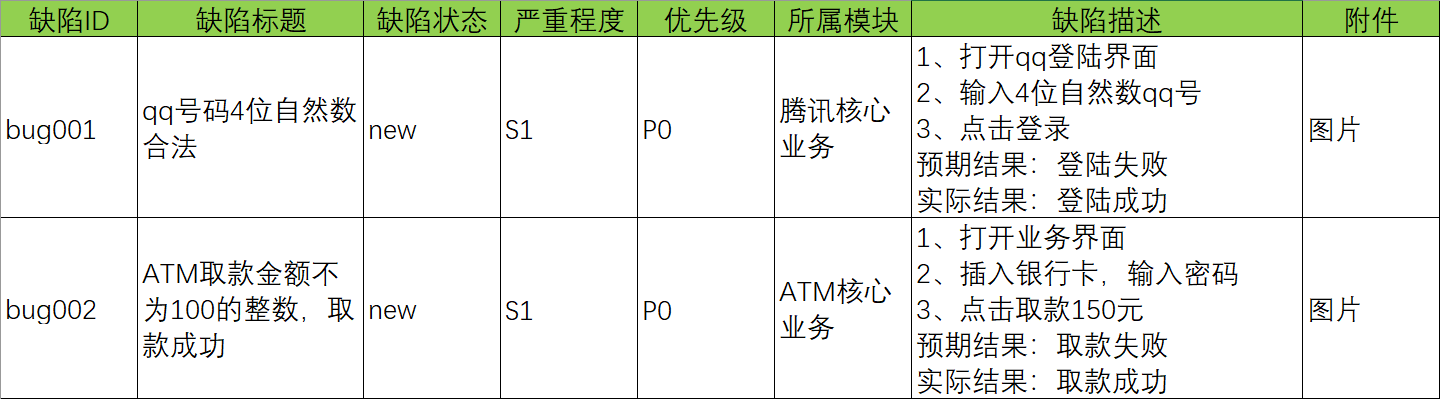 缺陷ID 缺陷标题 缺陷状态 严重程度 优先级 所属模块 缺陷描述 附件
bug001
qq号码4位自然数
合法
new
S1
P0
腾讯核心
业务
1、打开qq登陆界面
2、输入4位自然数qq号
3、点击登录
预期结果：登陆失败
实际结果：登陆成功
图片
bug002
ATM取款金额不
为100的整数，取
款成功
new
S1
P0
ATM核心
业务
1、打开业务界面
2、插入银行卡，输入密码
3、点击取款150元
预期结果：取款失败
实际结果：取款成功
图片